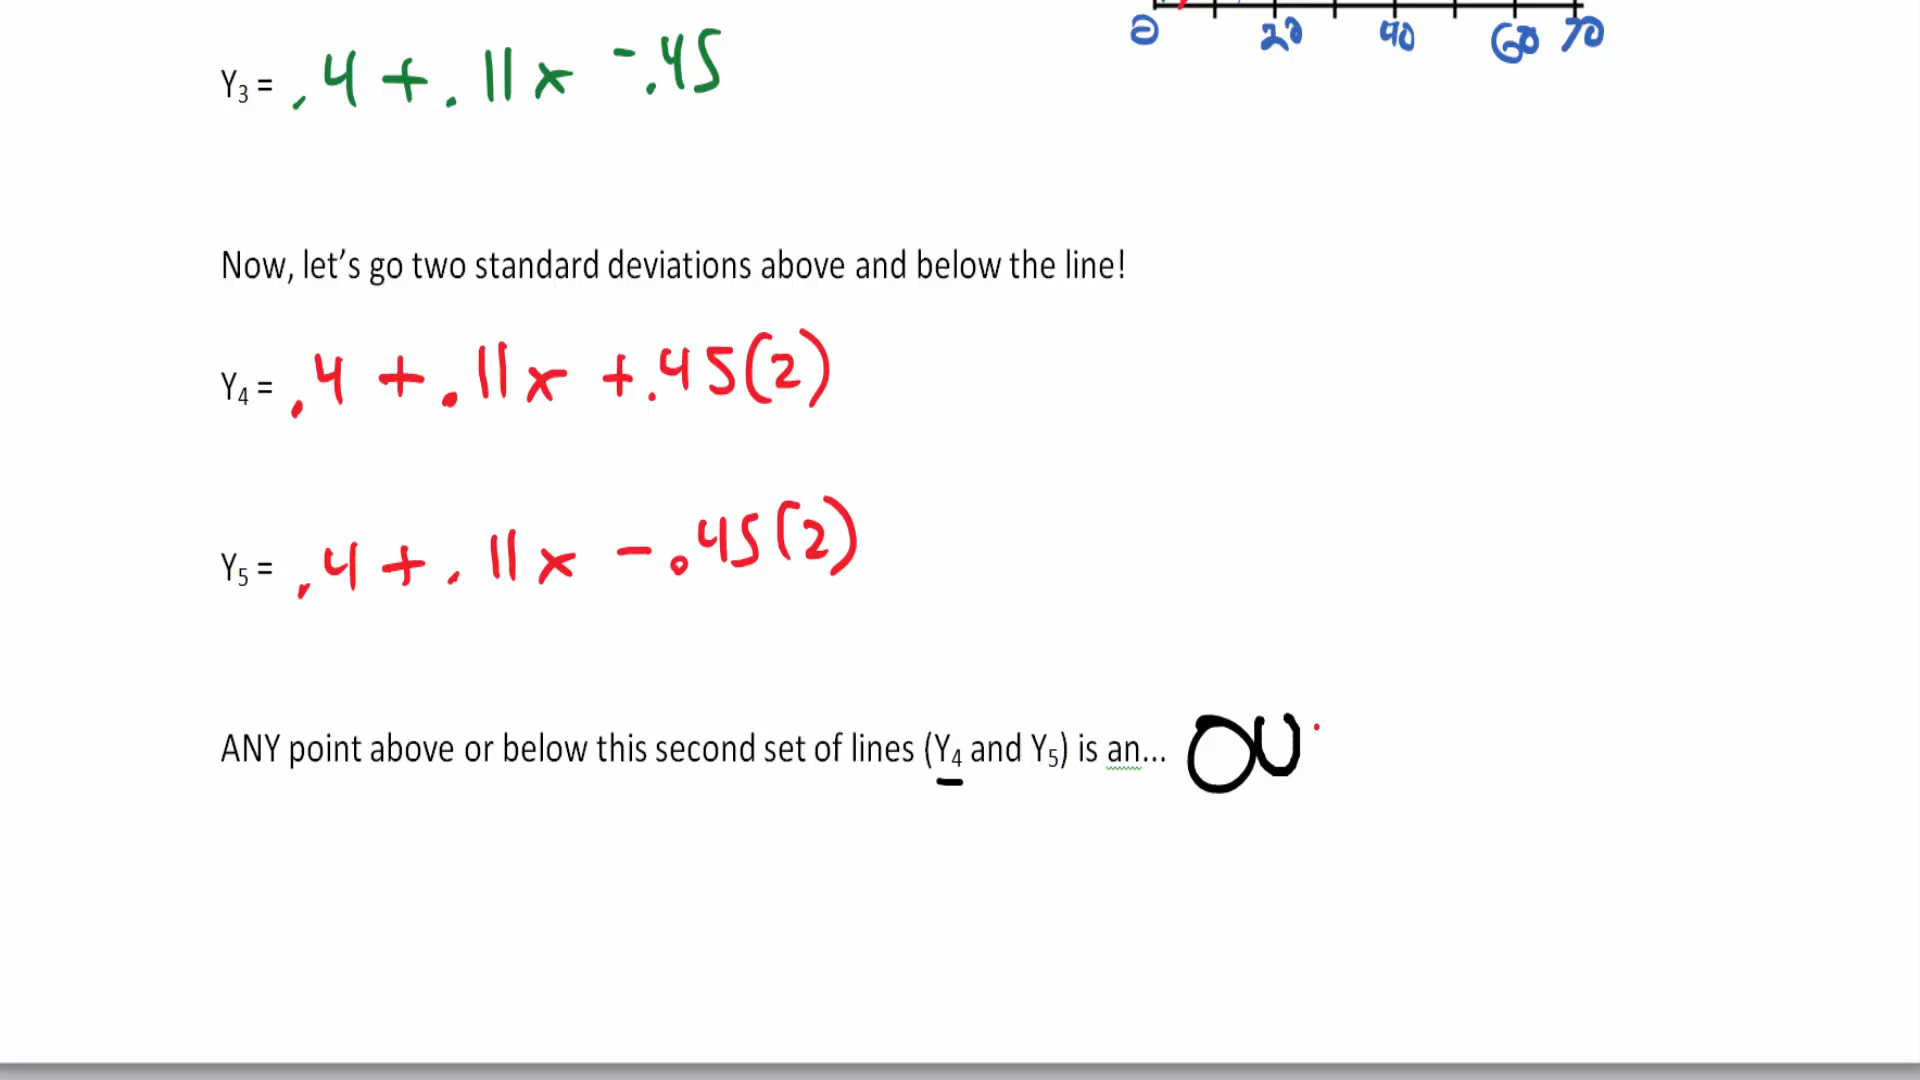 0 20 40 60 70
Y3 = .4 + .11x - .45
Now, let's go two standard deviations above and below the line!
Y4 = .4 + .11x + .45(2)
Y5 = .4 + .11x - .45(2)
ANY point above or below this second set of lines (Y4 and Y5) is an... OU